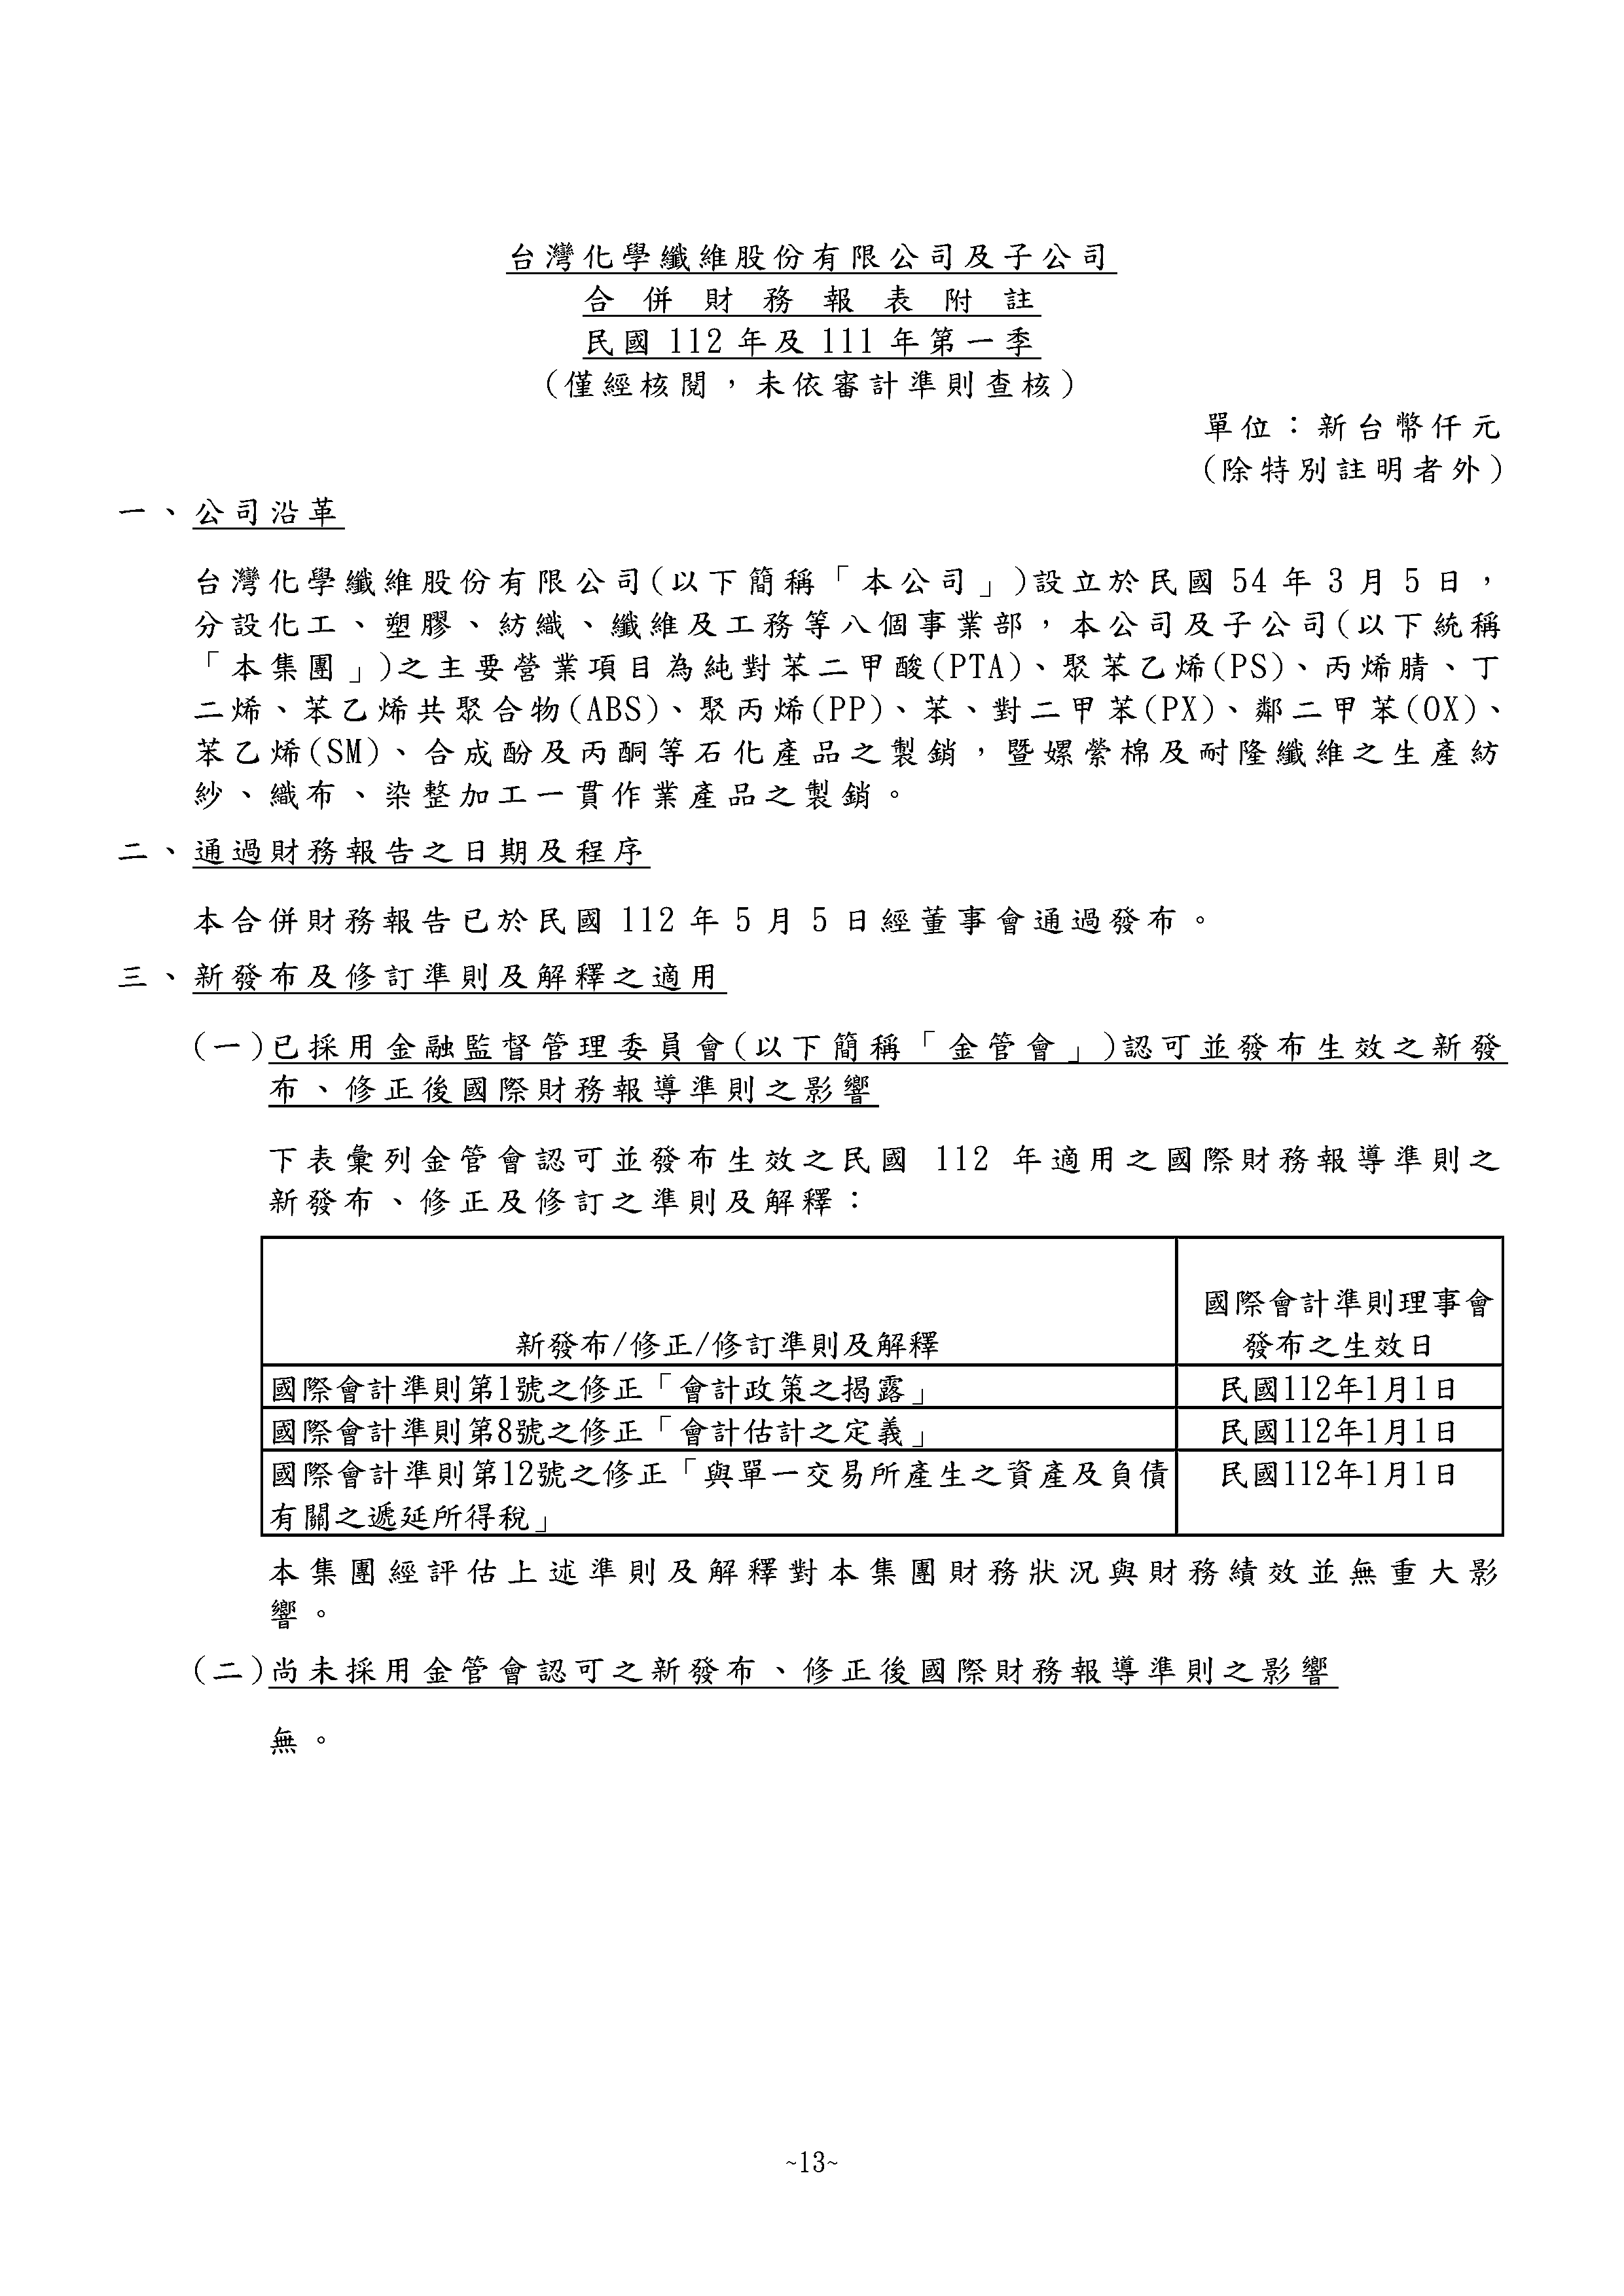 台灣化學纖維股份有限公司及子公司
合併財務報表附註
民國 112 年及 111 年第一季
(僅經核閱，未依審計準則查核)
單位：新台幣仟元
(除特別註明者外)
一、公司沿革
台灣化學纖維股份有限公司(以下簡稱「本公司」)設立於民國 54 年 3 月 5 日，
分設化工、塑膠、紡織、纖維及工務等八個事業部，本公司及子公司(以下統稱
「本集團」)之主要營業項目為純對苯二甲酸(PTA)、聚苯乙烯(PS)、丙烯腈、丁
二烯、苯乙烯共聚合物(ABS)、聚丙烯(PP)、苯、對二甲苯(PX)、鄰二甲苯(OX)、
苯乙烯(SM)、合成酚及丙酮等石化產品之製銷，暨嫘縈棉及耐隆纖維之生產紡
紗、織布、染整加工一貫作業產品之製銷。
二、通過財務報告之日期及程序
本合併財務報告已於民國 112 年 5 月 5 日經董事會通過發布。
三、新發布及修訂準則及解釋之適用
(一)已採用金融監督管理委員會(以下簡稱「金管會」)認可並發布生效之新發
布、修正後國際財務報導準則之影響
下表彙列金管會認可並發布生效之民國 112 年適用之國際財務報導準則之
新發布、修正及修訂之準則及解釋：
國際會計準則理事會
新發布/修正/修訂準則及解釋 發布之生效日
國際會計準則第1號之修正「會計政策之揭露」 民國112年1月1日
國際會計準則第8號之修正「會計估計之定義」 民國112年1月1日
國際會計準則第12號之修正「與單一交易所產生之資產及負債 民國112年1月1日
有關之遞延所得稅」
本集團經評估上述準則及解釋對本集團財務狀況與財務績效並無重大影
響。
(二)尚未採用金管會認可之新發布、修正後國際財務報導準則之影響
無。
~13~